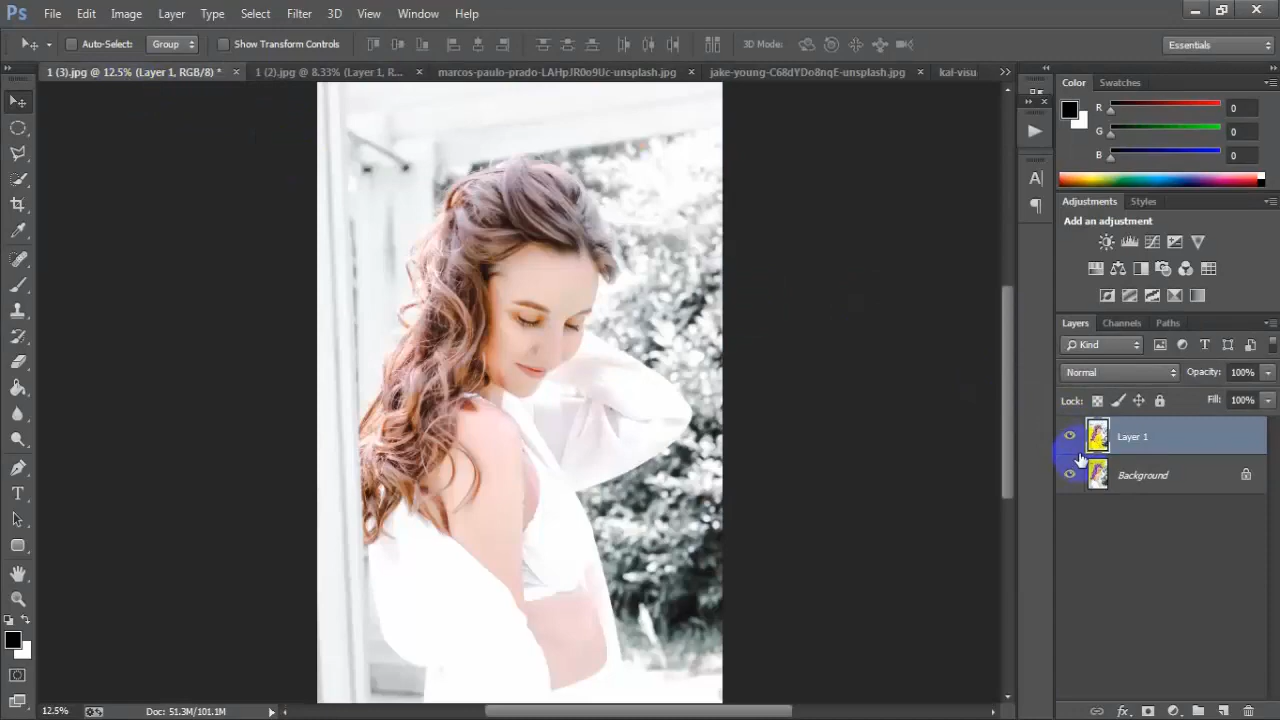 Ps File Edit Image Layer Type Select Filter 3D View Window Help
Auto-Select: Group Show Transform Controls 3D Mode: Essentials
1 (3).jpg @ 12.5% (Layer 1, RGB/8) * × 1 (2).jpg @ 8.33% (Layer 1, R... × marcos-paulo-prado-LAHpJR0o9Uc-unsplash.jpg × jake-young-C68dYDo8nqE-unsplash.jpg × kal-visu
Color Swatches
R 0
G 0
B 0
Adjustments Styles
Add an adjustment
Layers Channels Paths
Kind
Normal Opacity: 100%
Lock: Fill: 100%
Layer 1
Background
12.5% Doc: 51.3M/101.1M